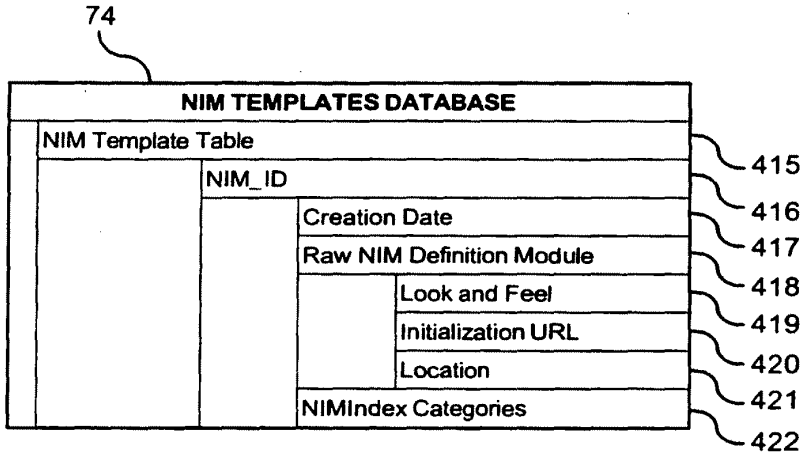 74
NIM TEMPLATES DATABASE
NIM Template Table
415
NIM_ID
416
Creation Date
417
Raw NIM Definition Module
418
Look and Feel
419
Initialization URL
420
Location
421
NIMIndex Categories
422